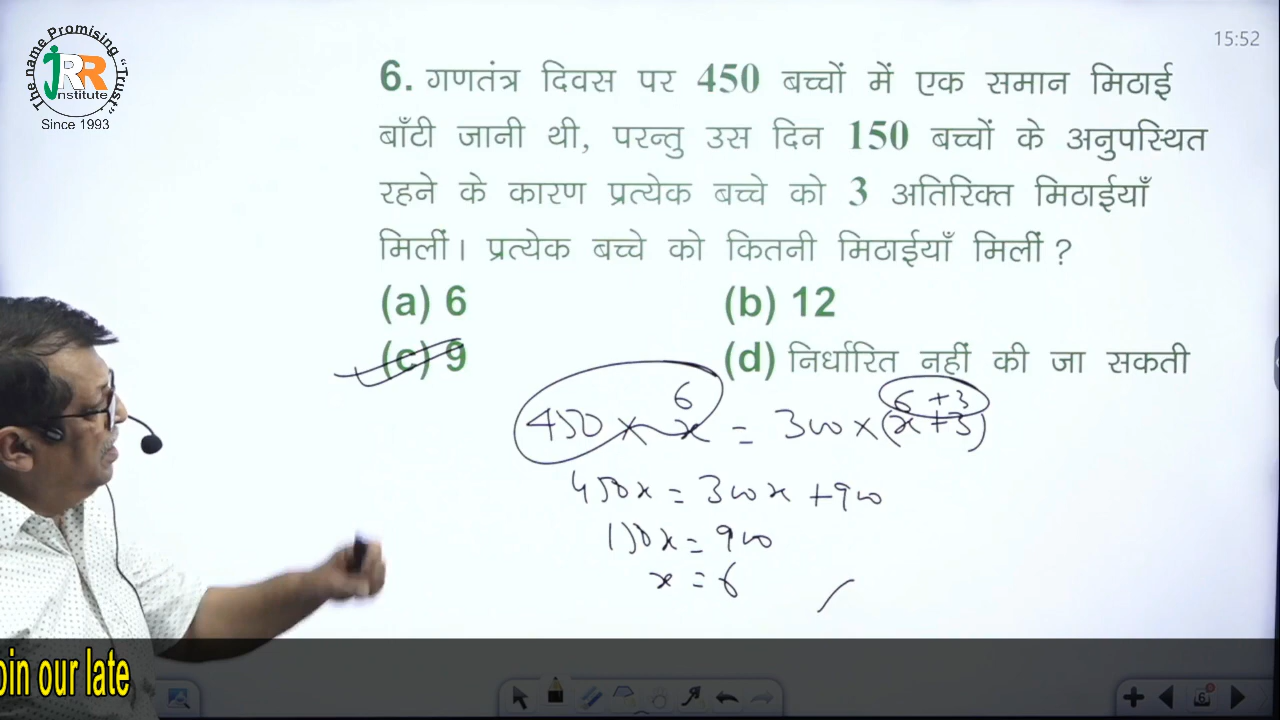 The name Promising "Trust"
JRR
institute
Since 1993
15:52
6. गणतंत्र दिवस पर 450 बच्चों में एक समान मिठाई
बाँटी जानी थी, परन्तु उस दिन 150 बच्चों के अनुपस्थित
रहने के कारण प्रत्येक बच्चे को 3 अतिरिक्त मिठाईयाँ
मिलीं। प्रत्येक बच्चे को कितनी मिठाईयाँ मिलीं ?
(a) 6 (b) 12
(c) 9 (d) निर्धारित नहीं की जा सकती
6 6 +3
450 × x = 300 × (x + 3)
450x = 300x + 900
150x = 900
x = 6
oin our late
6